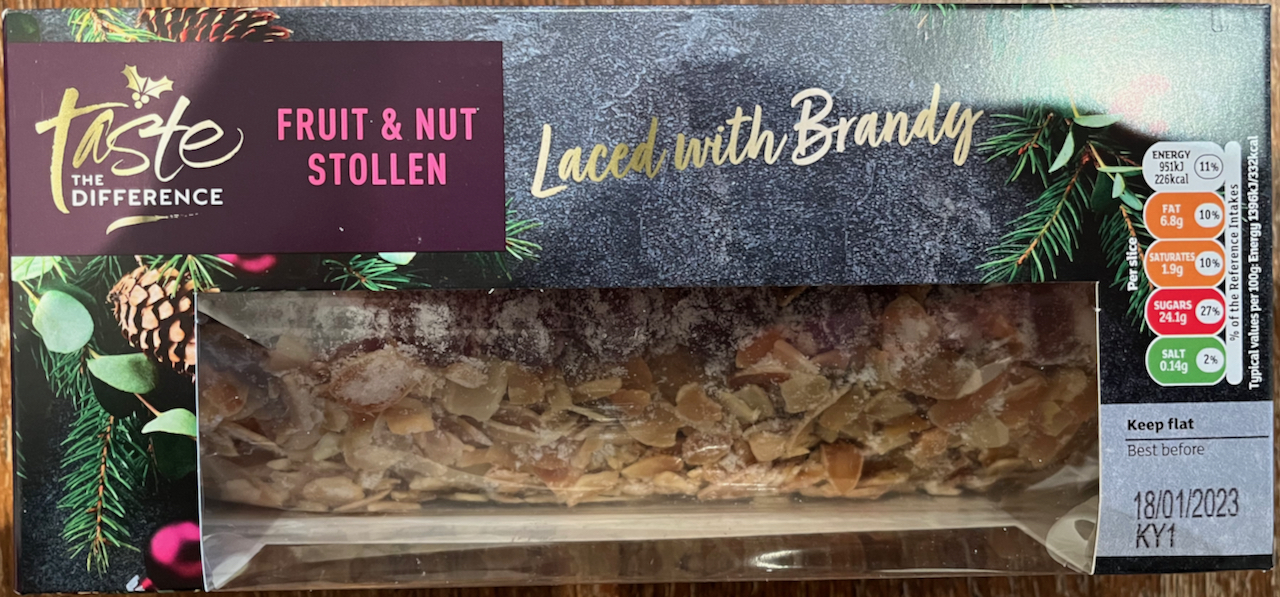 taste
THE
DIFFERENCE
FRUIT & NUT
STOLLEN
Laced with Brandy
Per slice
ENERGY
951kJ
226kcal
11%
FAT
6.8g
10%
SATURATES
1.9g
10%
SUGARS
24.1g
27%
SALT
0.14g
2%
% of the Reference Intakes
Typical values per 100g: Energy 1396kJ/332kcal
Keep flat
Best before
18/01/2023
KY1